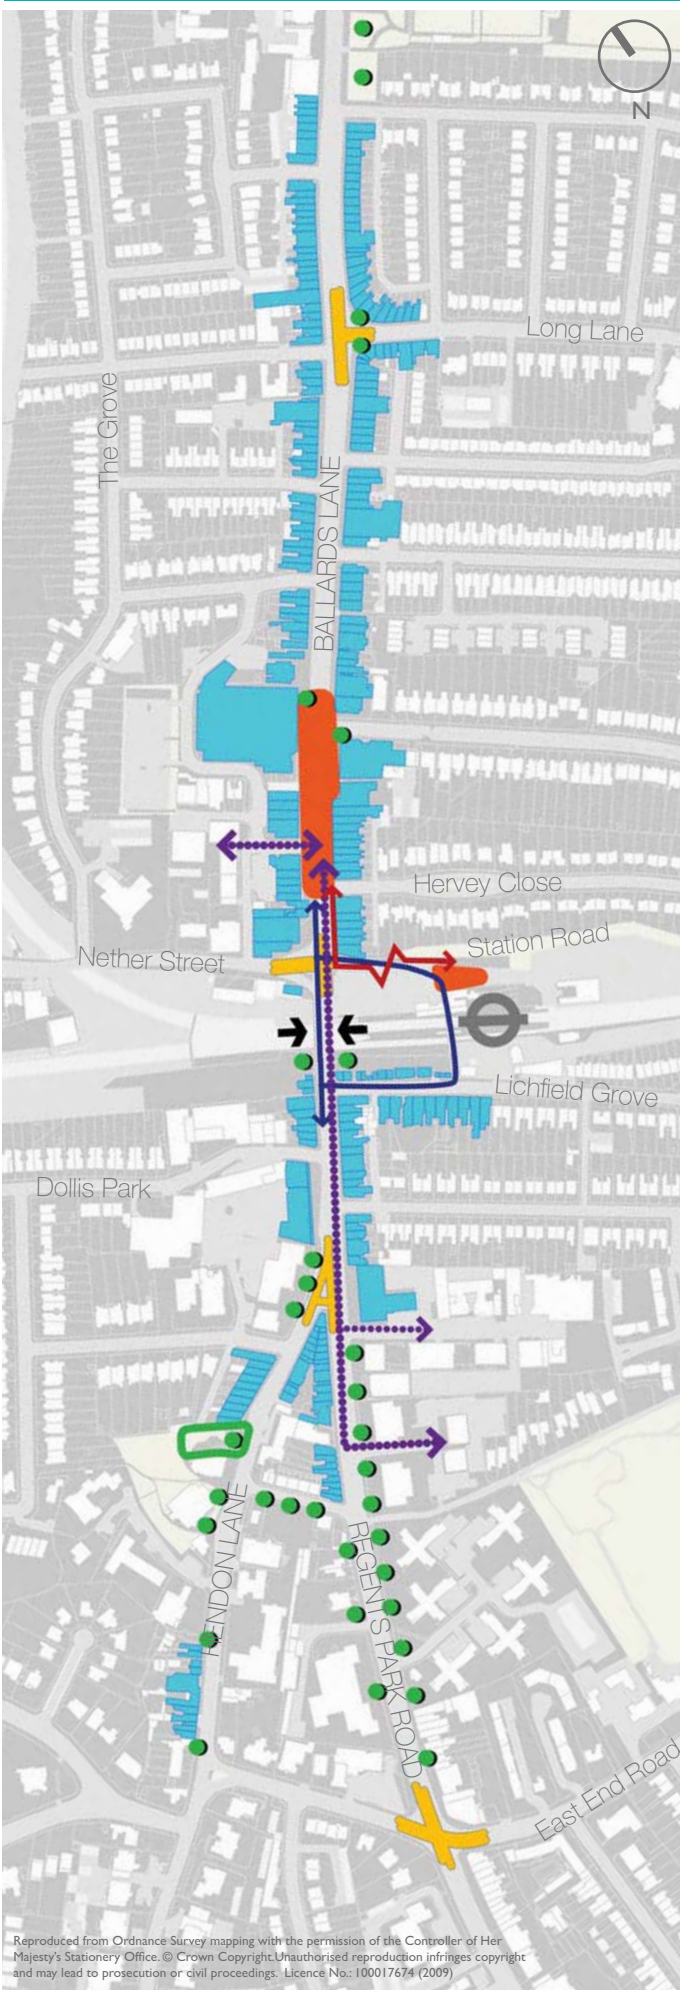 N
Long Lane
The Grove
BALLARDS LANE
Hervey Close
Station Road
Nether Street
Lichfield Grove
Dollis Park
HENDON LANE
REGENTS PARK ROAD
East End Road
Reproduced from Ordnance Survey mapping with the permission of the Controller of Her
Majesty's Stationery Office. © Crown Copyright.Unauthorised reproduction infringes copyright
and may lead to prosecution or civil proceedings. Licence No.: 100017674 (2009)